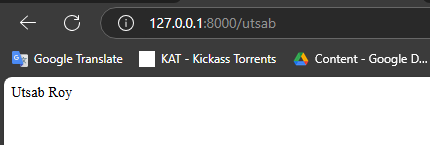 127.0.0.1:8000/utsab
Google Translate KAT - Kickass Torrents Content - Google D...
Utsab Roy